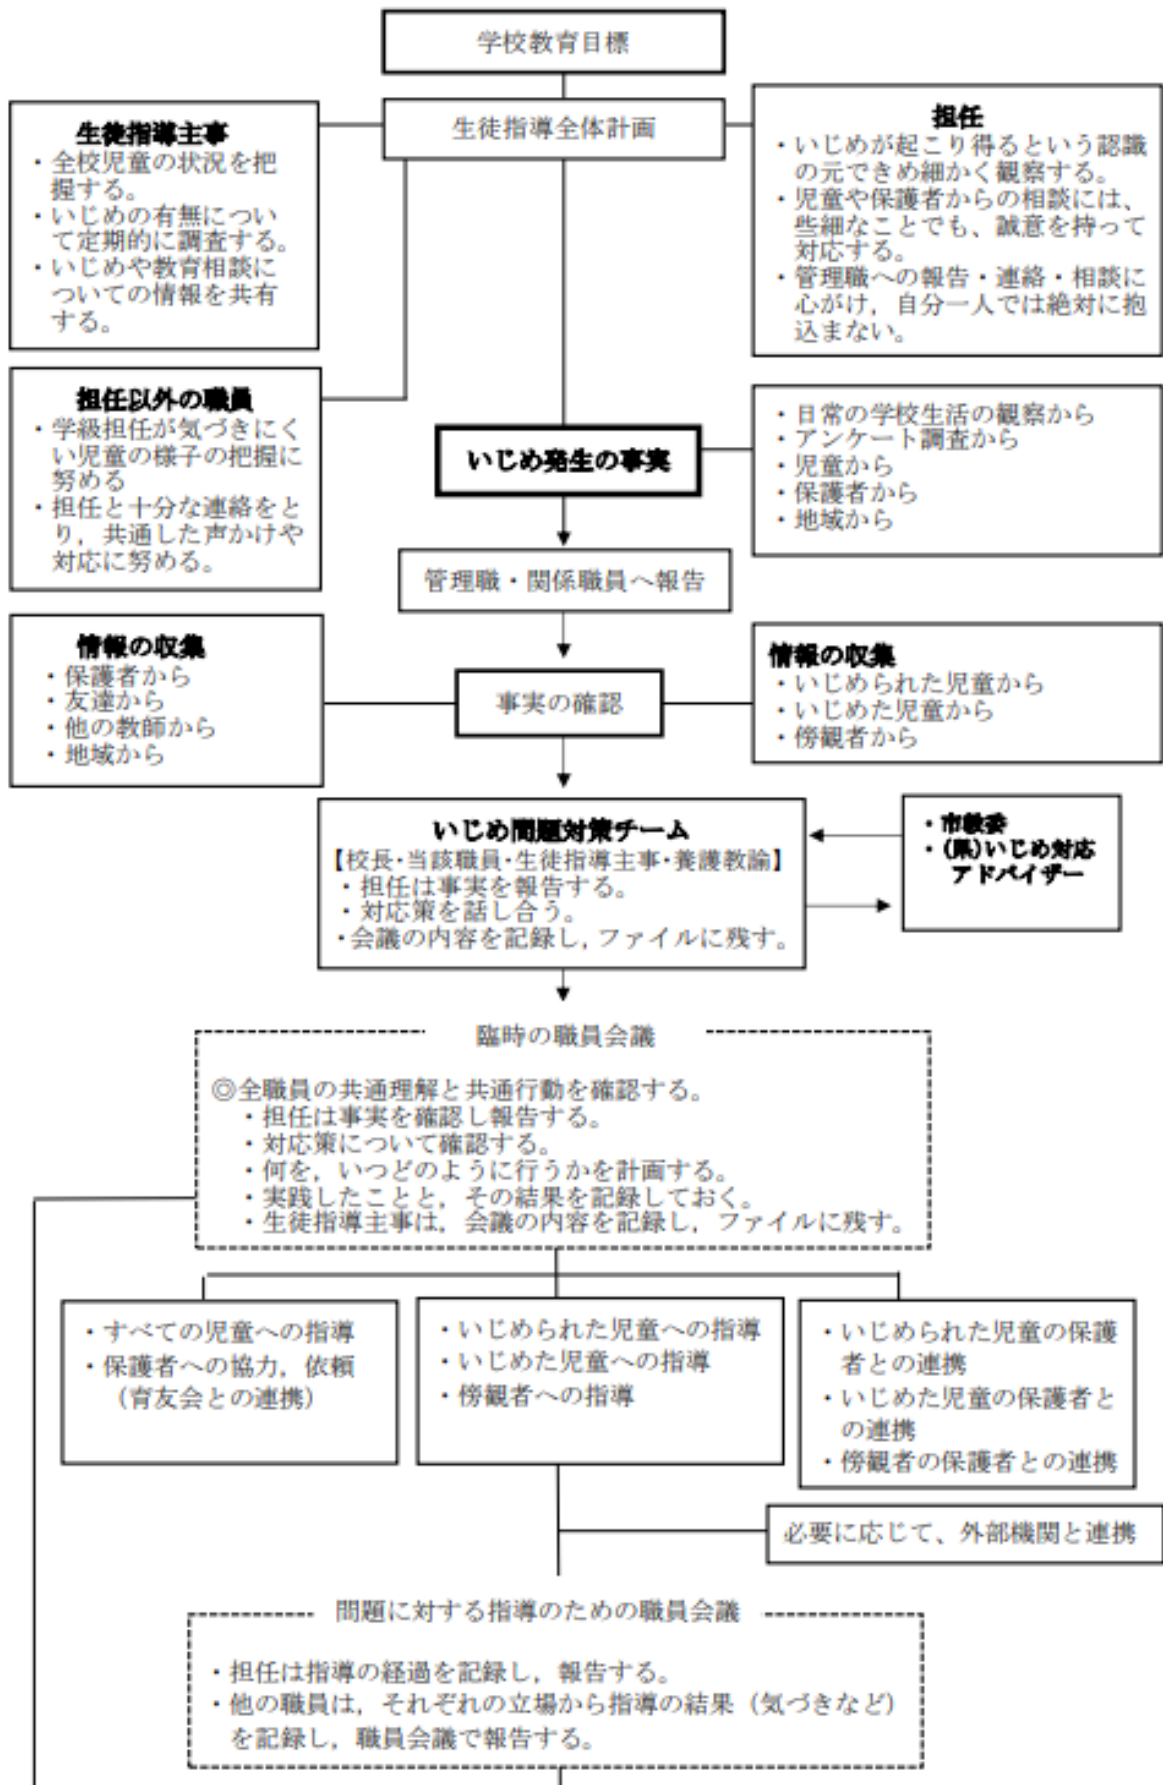 学校教育目標
生徒指導全体計画
生徒指導主事
・全校児童の状況を把
握する。
・いじめの有無につい
て定期的に調査する。
・いじめや教育相談に
ついての情報を共有
する。
担任
・いじめが起こり得るという認識
の元できめ細かく観察する。
・児童や保護者からの相談には、
些細なことでも、誠意を持って
対応する。
・管理職への報告・連絡・相談に
心がけ，自分一人では絶対に抱
込まない。
担任以外の職員
・学級担任が気づきにく
い児童の様子の把握に
努める
・担任と十分な連絡をと
り，共通した声かけや
対応に努める。
いじめ発生の事実
・日常の学校生活の観察から
・アンケート調査から
・児童から
・保護者から
・地域から
管理職・関係職員へ報告
情報の収集
・保護者から
・友達から
・他の教師から
・地域から
事実の確認
情報の収集
・いじめられた児童から
・いじめた児童から
・傍観者から
いじめ問題対策チーム
【校長・当該職員・生徒指導主事・養護教諭】
・担任は事実を報告する。
・対応策を話し合う。
・会議の内容を記録し，ファイルに残す。
・市教委
・(県)いじめ対応
アドバイザー
臨時の職員会議
◎全職員の共通理解と共通行動を確認する。
・担任は事実を確認し報告する。
・対応策について確認する。
・何を，いつどのように行うかを計画する。
・実践したことと，その結果を記録しておく。
・生徒指導主事は，会議の内容を記録し，ファイルに残す。
・すべての児童への指導
・保護者への協力，依頼
（育友会との連携）
・いじめられた児童への指導
・いじめた児童への指導
・傍観者への指導
・いじめられた児童の保護
者との連携
・いじめた児童の保護者と
の連携
・傍観者の保護者との連携
必要に応じて、外部機関と連携
問題に対する指導のための職員会議
・担任は指導の経過を記録し，報告する。
・他の職員は，それぞれの立場から指導の結果（気づきなど）
を記録し，職員会議で報告する。